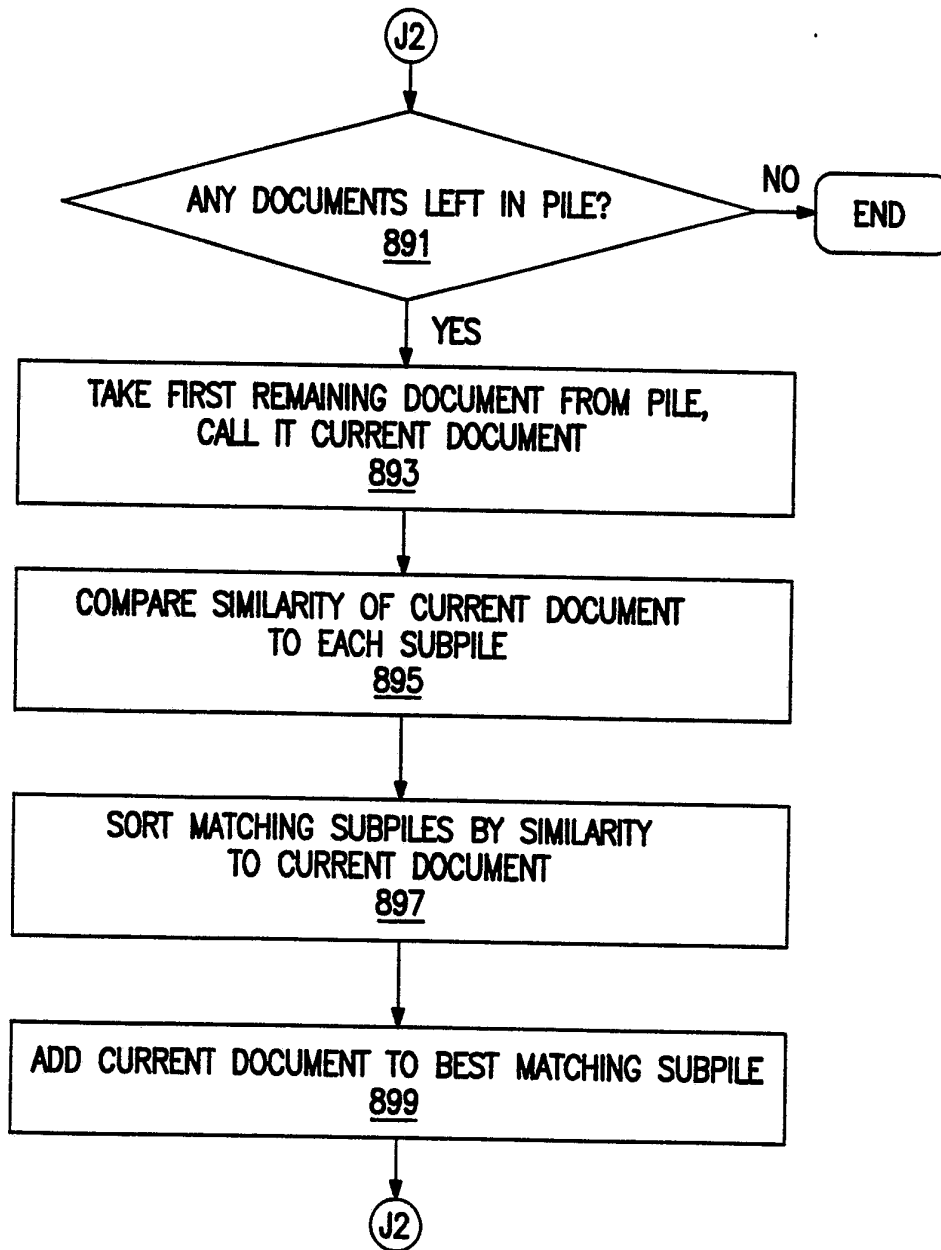 J2
ANY DOCUMENTS LEFT IN PILE?
891
NO
END
YES
TAKE FIRST REMAINING DOCUMENT FROM PILE,
CALL IT CURRENT DOCUMENT
893
COMPARE SIMILARITY OF CURRENT DOCUMENT
TO EACH SUBPILE
895
SORT MATCHING SUBPILES BY SIMILARITY
TO CURRENT DOCUMENT
897
ADD CURRENT DOCUMENT TO BEST MATCHING SUBPILE
899
J2